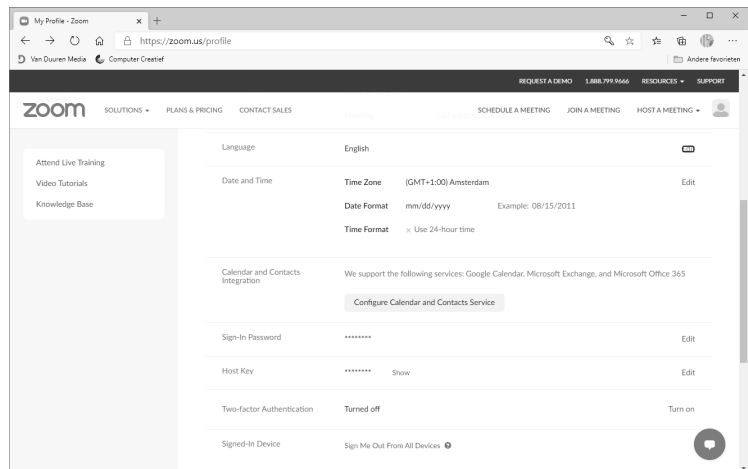 My Profile - Zoom
https://zoom.us/profile
Van Duuren Media Computer Creatief Andere favorieten
REQUEST A DEMO 1.888.799.9666 RESOURCES SUPPORT
zoom SOLUTIONS PLANS & PRICING CONTACT SALES SCHEDULE A MEETING JOIN A MEETING HOST A MEETING
Attend Live Training
Video Tutorials
Knowledge Base
Language English
Date and Time Time Zone (GMT+1:00) Amsterdam Edit
Date Format mm/dd/yyyy Example: 08/15/2011
Time Format × Use 24-hour time
Calendar and Contacts
Integration
We support the following services: Google Calendar, Microsoft Exchange, and Microsoft Office 365
Configure Calendar and Contacts Service
Sign-In Password ******** Edit
Host Key ******** Show Edit
Two-factor Authentication Turned off Turn on
Signed-In Device Sign Me Out From All Devices